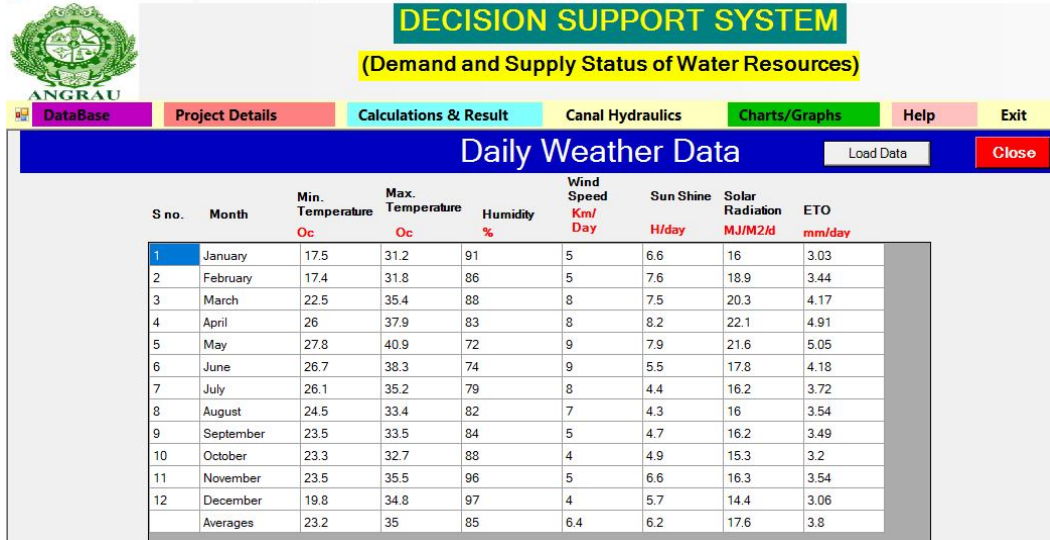 DECISION SUPPORT SYSTEM
(Demand and Supply Status of Water Resources)
ANGRAU
DataBase Project Details Calculations & Result Canal Hydraulics Charts/Graphs Help Exit
Daily Weather Data Load Data Close
S no. Month Min. Temperature Oc Max. Temperature Oc Humidity % Wind Speed Km/ Day Sun Shine H/day Solar Radiation MJ/M2/d ETO mm/day
1 January 17.5 31.2 91 5 6.6 16 3.03
2 February 17.4 31.8 86 5 7.6 18.9 3.44
3 March 22.5 35.4 88 8 7.5 20.3 4.17
4 April 26 37.9 83 8 8.2 22.1 4.91
5 May 27.8 40.9 72 9 7.9 21.6 5.05
6 June 26.7 38.3 74 9 5.5 17.8 4.18
7 July 26.1 35.2 79 8 4.4 16.2 3.72
8 August 24.5 33.4 82 7 4.3 16 3.54
9 September 23.5 33.5 84 5 4.7 16.2 3.49
10 October 23.3 32.7 88 4 4.9 15.3 3.2
11 November 23.5 35.5 96 5 6.6 16.3 3.54
12 December 19.8 34.8 97 4 5.7 14.4 3.06
Averages 23.2 35 85 6.4 6.2 17.6 3.8